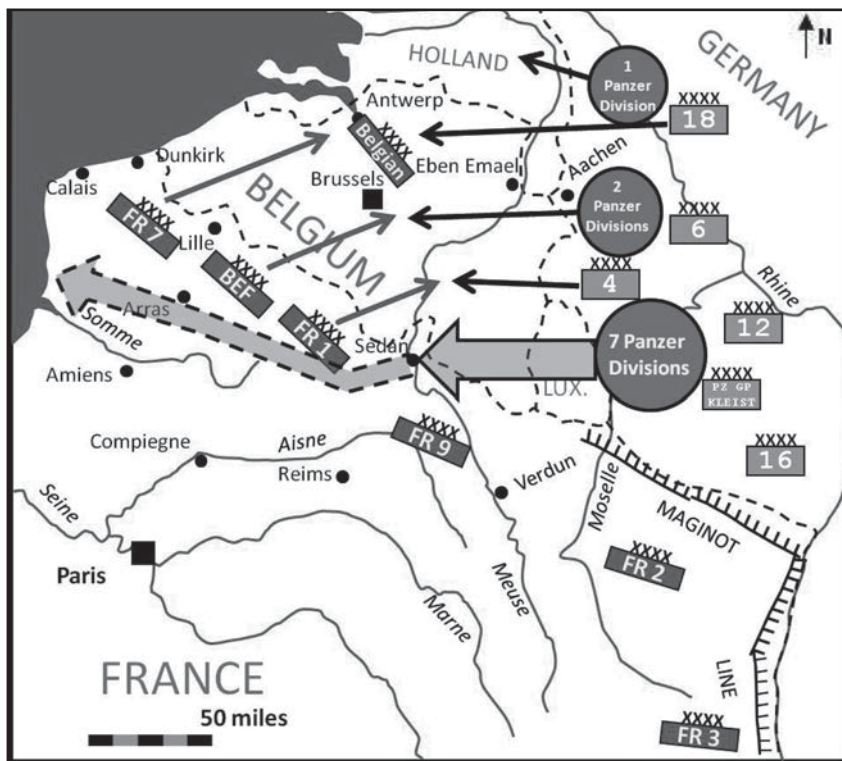 N
GERMANY
HOLLAND
1
Panzer
Division
XXXX
18
Antwerp
XXXX
Belgian
Eben Emael
Aachen
Dunkirk
Calais
Brussels
BELGIUM
2
Panzer
Divisions
XXXX
6
XXXX
FR 7
Lille
XXXX
BEF
XXXX
4
Rhine
Arras
Somme
XXXX
FR 1
Sedan
7 Panzer
Divisions
XXXX
12
LUX.
XXXX
PZ GP
KLEIST
Amiens
XXXX
FR 9
XXXX
16
Compiegne
Aisne
Reims
Verdun
Moselle
MAGINOT
Seine
Paris
XXXX
FR 2
Meuse
Marne
LINE
FRANCE
50 miles
XXXX
FR 3